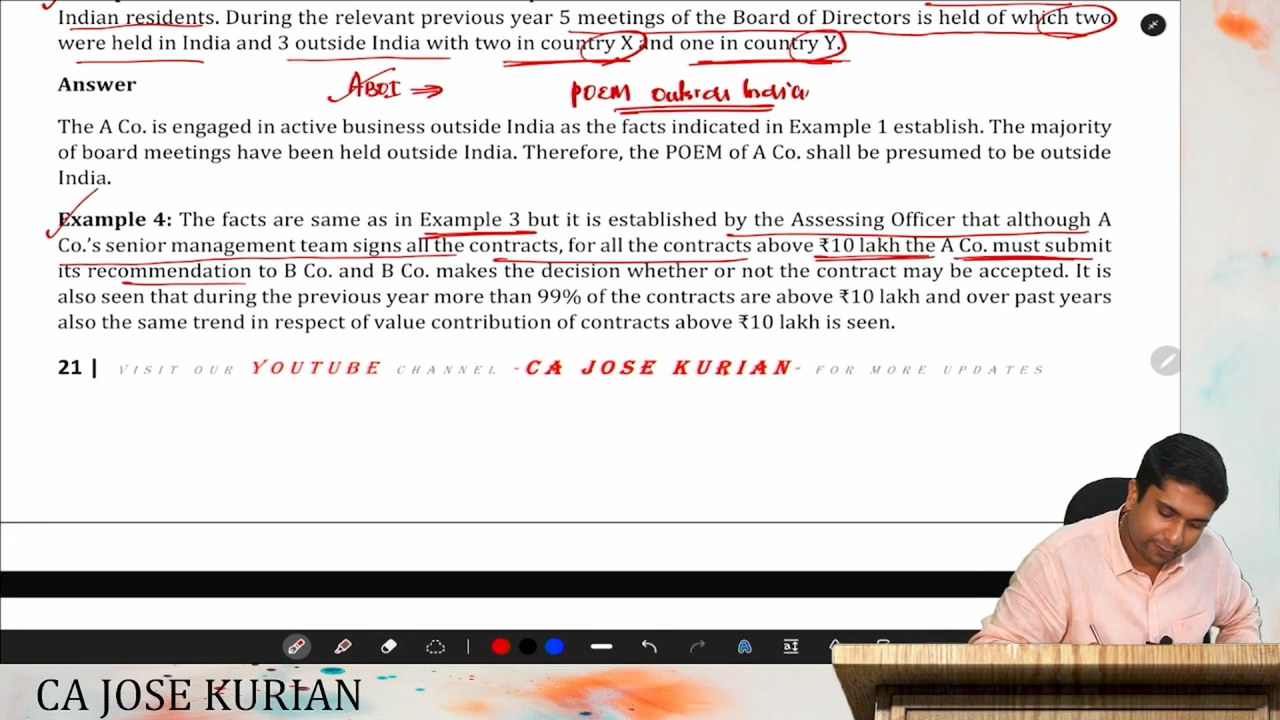 Indian residents. During the relevant previous year 5 meetings of the Board of Directors is held of which two
were held in India and 3 outside India with two in country X and one in country Y.
Answer
ABOI ⇒ POEM outside India
The A Co. is engaged in active business outside India as the facts indicated in Example 1 establish. The majority
of board meetings have been held outside India. Therefore, the POEM of A Co. shall be presumed to be outside
India.
Example 4: The facts are same as in Example 3 but it is established by the Assessing Officer that although A
Co.'s senior management team signs all the contracts, for all the contracts above ₹10 lakh the A Co. must submit
its recommendation to B Co. and B Co. makes the decision whether or not the contract may be accepted. It is
also seen that during the previous year more than 99% of the contracts are above ₹10 lakh and over past years
also the same trend in respect of value contribution of contracts above ₹10 lakh is seen.
21 | VISIT OUR YOUTUBE CHANNEL -CA JOSE KURIAN- FOR MORE UPDATES
CA JOSE KURIAN